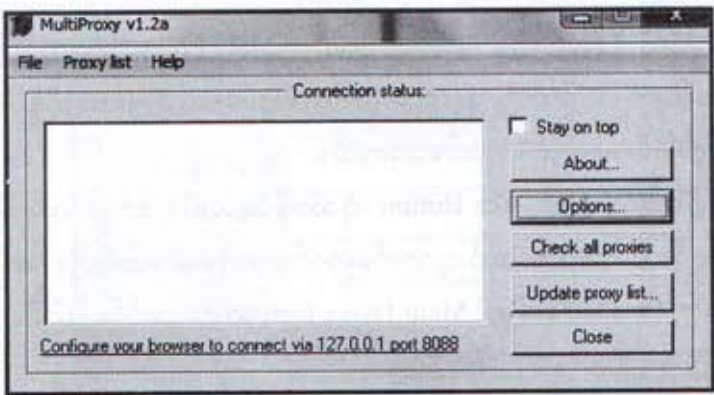 MultiProxy v1.2a
File Proxy list Help
Connection status:
Stay on top
About...
Options...
Check all proxies
Update proxy list...
Close
Configure your browser to connect via 127.0.0.1 port 8088